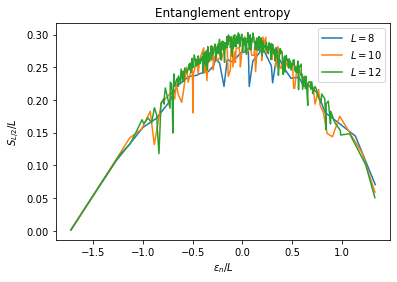 Entanglement entropy
0.30
0.25
0.20
0.15
0.10
0.05
0.00
S_{L/2}/L
L = 8
L = 10
L = 12
−1.5 −1.0 −0.5 0.0 0.5 1.0
ε_n/L